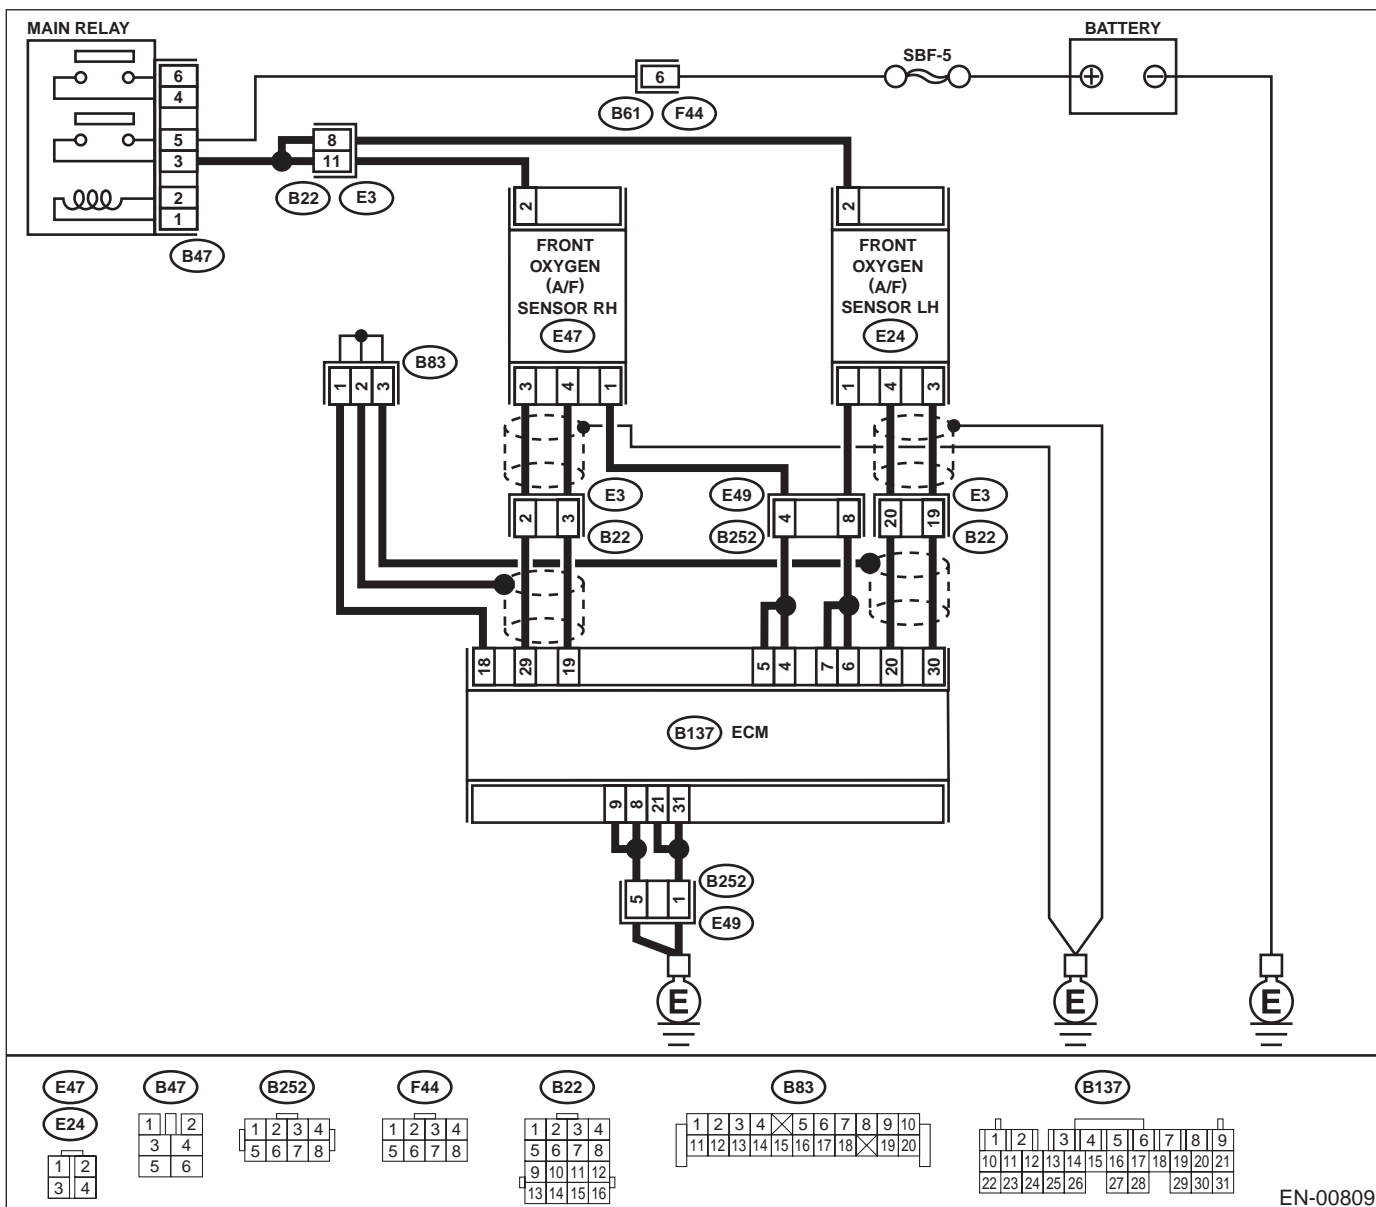 MAIN RELAY
BATTERY
SBF-5
6
4
5
3
2
1
B47
6
B61 F44
8
11
B22 E3
2
FRONT
OXYGEN
(A/F)
SENSOR RH
E47
3 4 1
2
FRONT
OXYGEN
(A/F)
SENSOR LH
E24
1 4 3
B83
1 2 3
E3
2 3
B22
E49
4 8
B252
20 19
E3
B22
18 29 19 5 4 7 6 20 30
B137 ECM
9 8 21 31
B252
5 1
E49
E E E
E47
E24
1 2
3 4
B47
1 2
3 4
5 6
B252
1 2 3 4
5 6 7 8
F44
1 2 3 4
5 6 7 8
B22
1 2 3 4
5 6 7 8
9 10 11 12
13 14 15 16
B83
1 2 3 4 5 6 7 8 9 10
11 12 13 14 15 16 17 18 19 20
B137
1 2 3 4 5 6 7 8 9
10 11 12 13 14 15 16 17 18 19 20 21
22 23 24 25 26 27 28 29 30 31
EN-00809